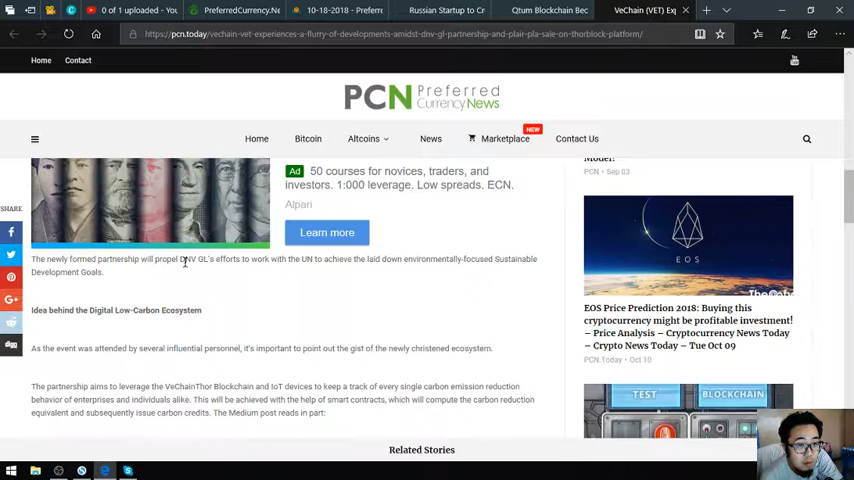 0 of 1 uploaded - You
PreferredCurrency.Ne
10-18-2018 - Preferre
Russian Startup to Cr
Qtum Blockchain Bec
VeChain (VET) Exp
https://pcn.today/vechain-vet-experiences-a-flurry-of-developments-amidst-dnv-gl-partnership-and-plair-pla-sale-on-thorblock-platform/
Home Contact
PCN Preferred
Currency News
NEW
Home Bitcoin Altcoins News Marketplace Contact Us
Model!
PCN • Sep 03
Ad 50 courses for novices, traders, and
investors. 1:000 leverage. Low spreads. ECN.
Alpari
Learn more
SHARE
The newly formed partnership will propel DNV GL's efforts to work with the UN to achieve the laid down environmentally-focused Sustainable
Development Goals.
Idea behind the Digital Low-Carbon Ecosystem
As the event was attended by several influential personnel, it's important to point out the gist of the newly christened ecosystem.
The partnership aims to leverage the VeChainThor Blockchain and IoT devices to keep a track of every single carbon emission reduction
behavior of enterprises and individuals alike. This will be achieved with the help of smart contracts, which will compute the carbon reduction
equivalent and subsequently issue carbon credits. The Medium post reads in part:
EOS
EOS Price Prediction 2018: Buying this
cryptocurrency might be profitable investment!
– Price Analysis – Cryptocurrency News Today
– Crypto News Today – Tue Oct 09
PCN.Today • Oct 10
TEST BLOCKCHAIN
Related Stories
digg